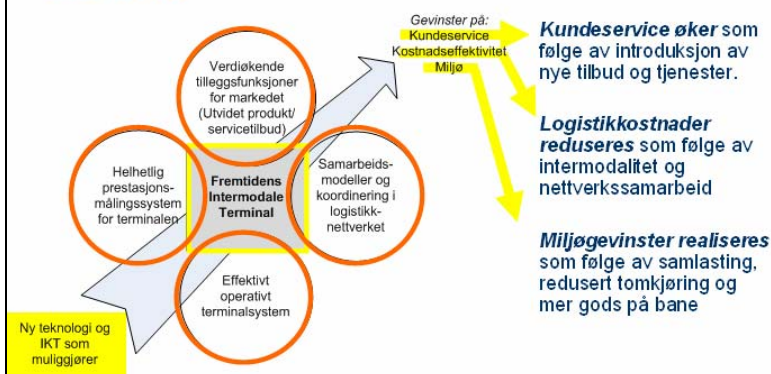 Gevinster på:
Kundeservice
Kostnadseffektivitet
Miljø
Kundeservice øker som
følge av introduksjon av
nye tilbud og tjenester.
Logistikkostnader
reduseres som følge av
intermodalitet og
nettverkssamarbeid
Miljøgevinster realiseres
som følge av samlasting,
redusert tomkjøring og
mer gods på bane
Verdiøkende
tilleggsfunksjoner
for markedet
(Utvidet produkt/
servicetilbud)
Helhetlig
prestasjons-
målingssystem
for terminalen
Fremtidens
Intermodale
Terminal
Samarbeids-
modeller og
koordinering i
logistikk-
nettverket
Effektivt
operativt
terminalsystem
Ny teknologi og
IKT som
muliggjører